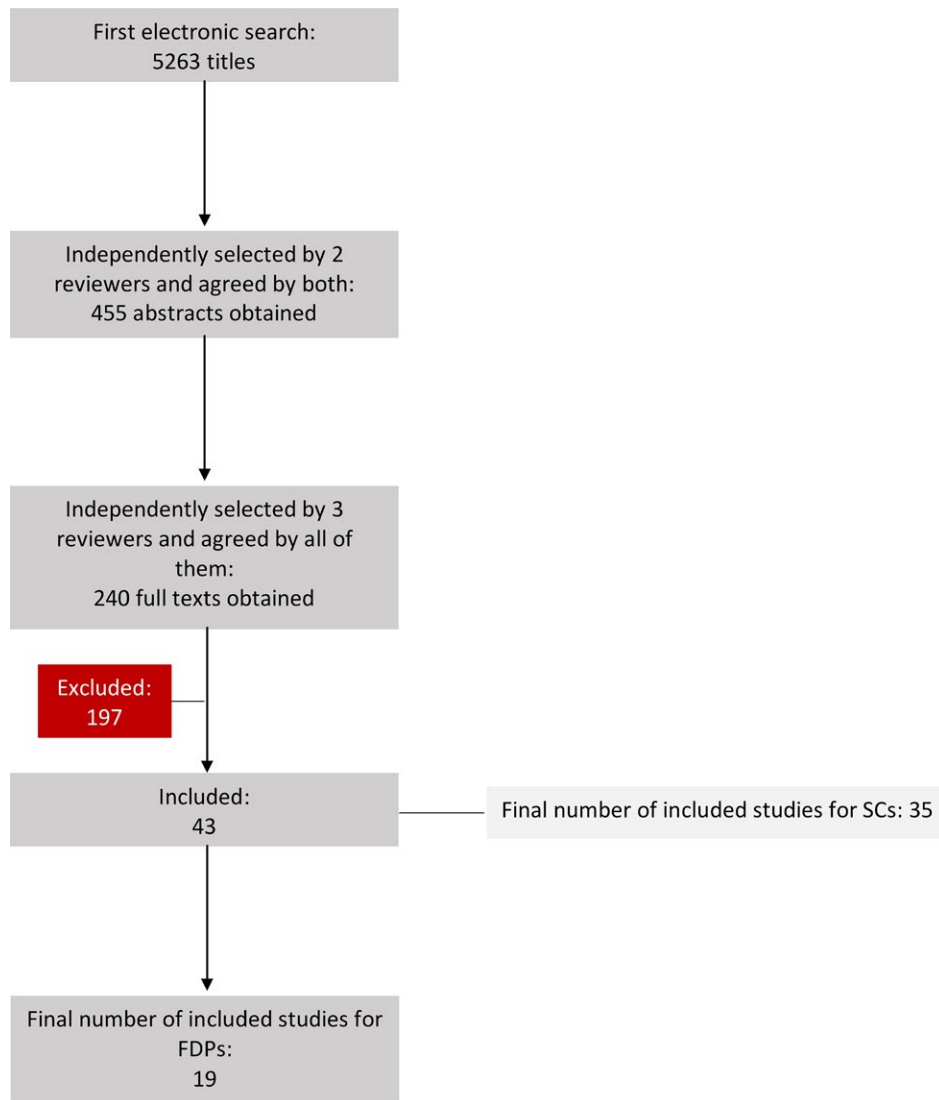 First electronic search:
5263 titles
Independently selected by 2
reviewers and agreed by both:
455 abstracts obtained
Independently selected by 3
reviewers and agreed by all of
them:
240 full texts obtained
Excluded:
197
Included:
43
Final number of included studies for SCs: 35
Final number of included studies for
FDPs:
19